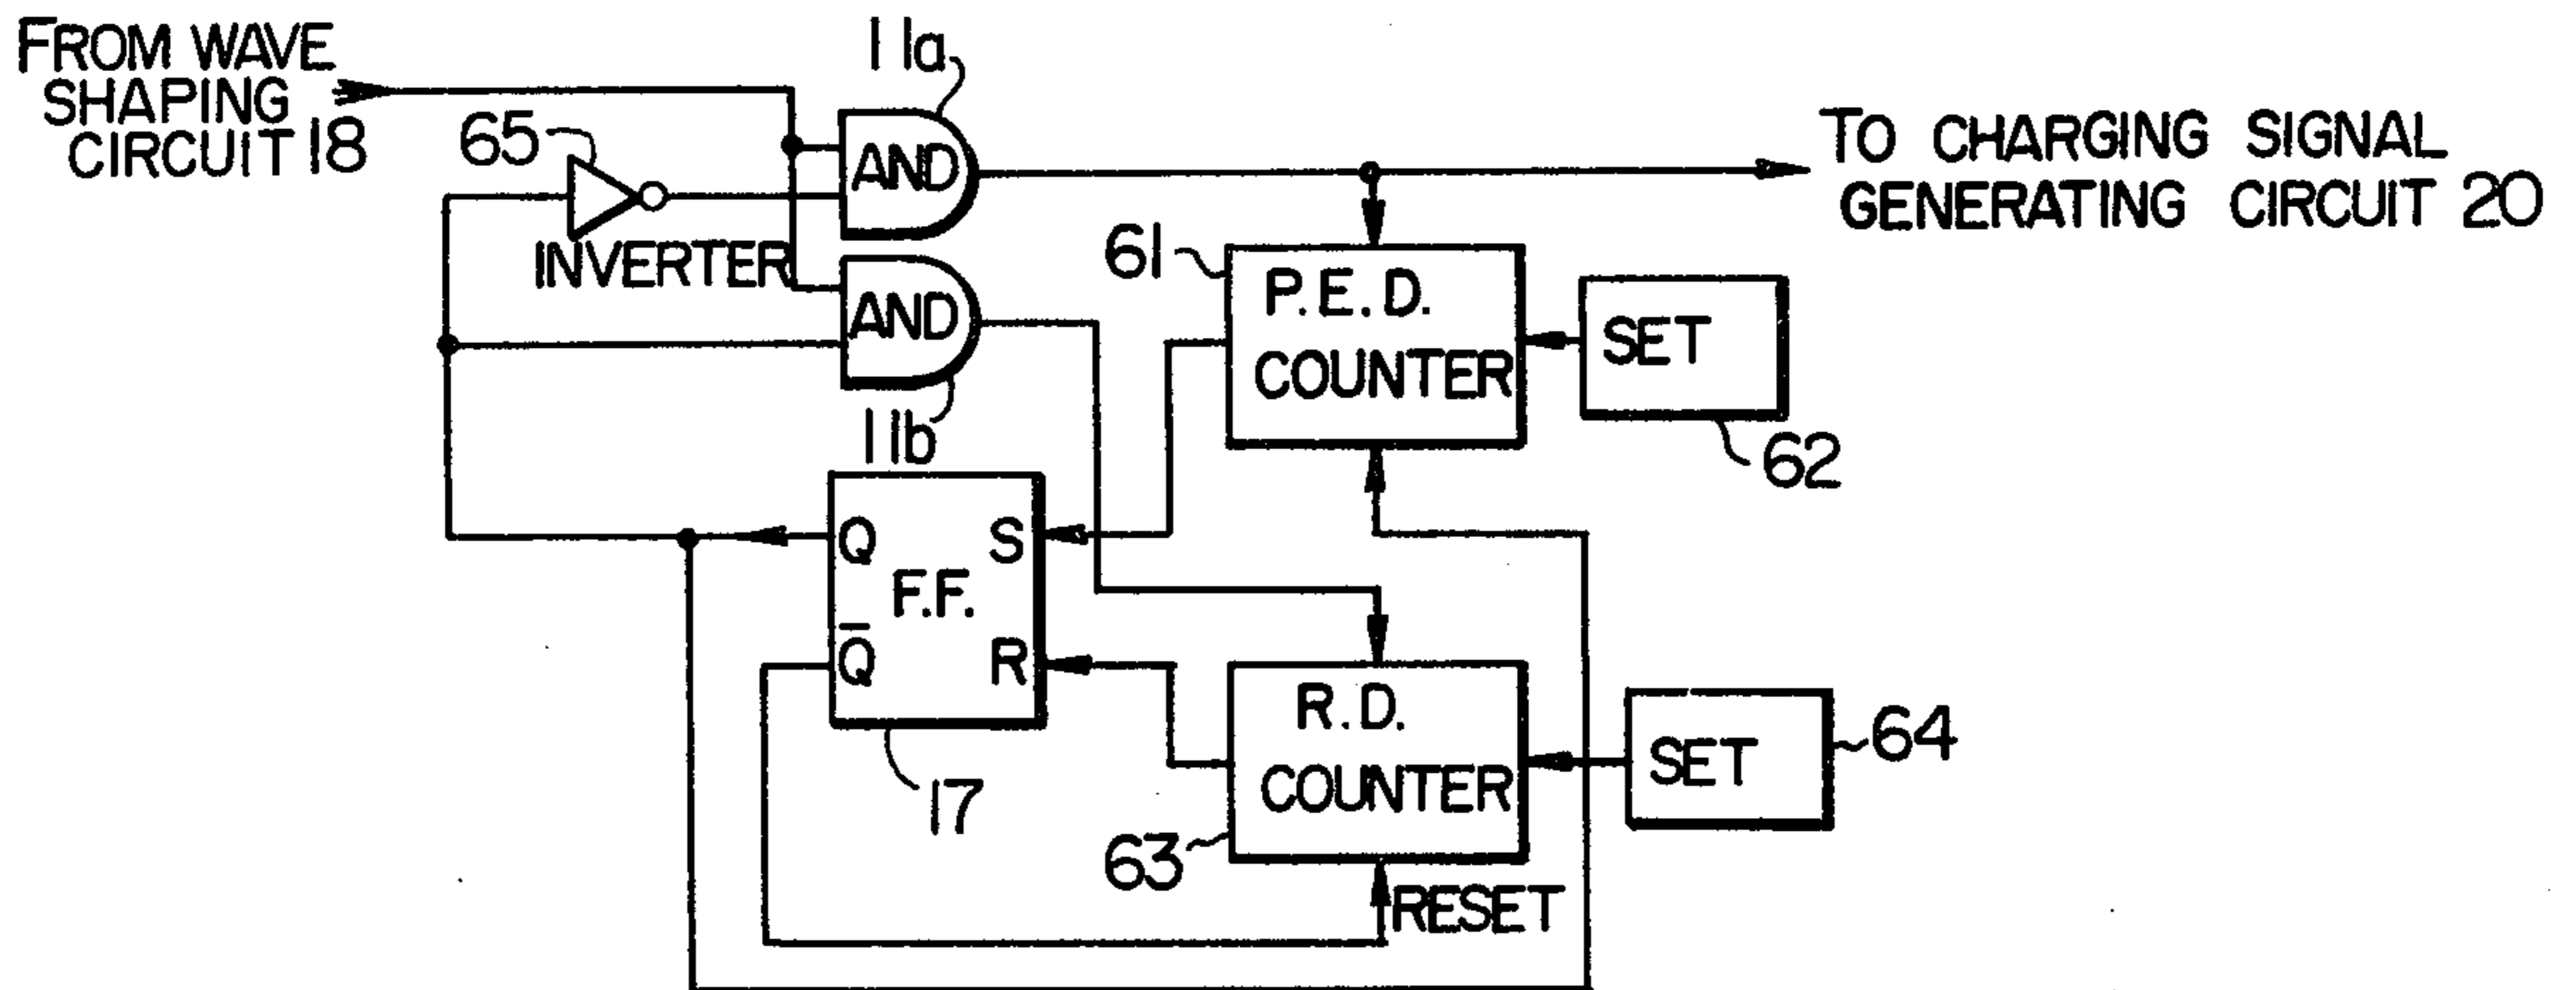 FROM WAVE
SHAPING
CIRCUIT 18
65
11a
AND
TO CHARGING SIGNAL
GENERATING CIRCUIT 20
INVERTER
61
P.E.D.
COUNTER
SET
62
AND
11b
Q
S
F.F.
Q̅
R
17
R.D.
COUNTER
63
SET
64
RESET